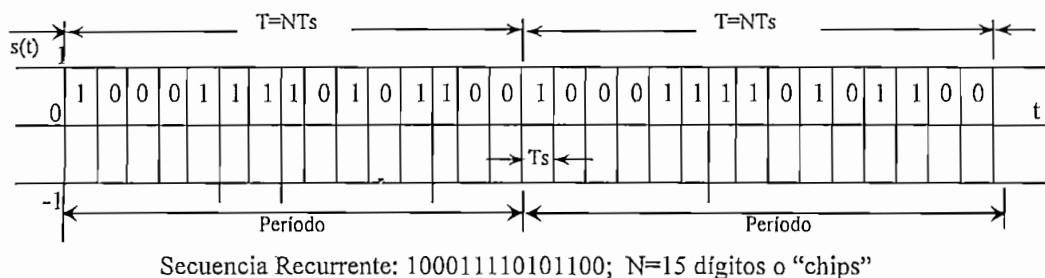 T=NTs T=NTs
s(t)
1
1 0 0 0 1 1 1 1 0 1 0 1 1 0 0 1 0 0 0 1 1 1 1 0 1 0 1 1 0 0
0 t
Ts
-1
Período Período
Secuencia Recurrente: 100011110101100; N=15 dígitos o “chips”